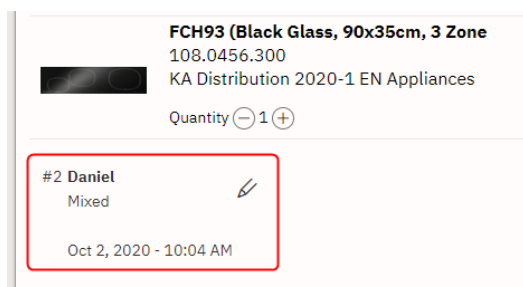 FCH93 (Black Glass, 90x35cm, 3 Zone
108.0456.300
KA Distribution 2020-1 EN Appliances
Quantity 1
#2 Daniel
Mixed
Oct 2, 2020 - 10:04 AM